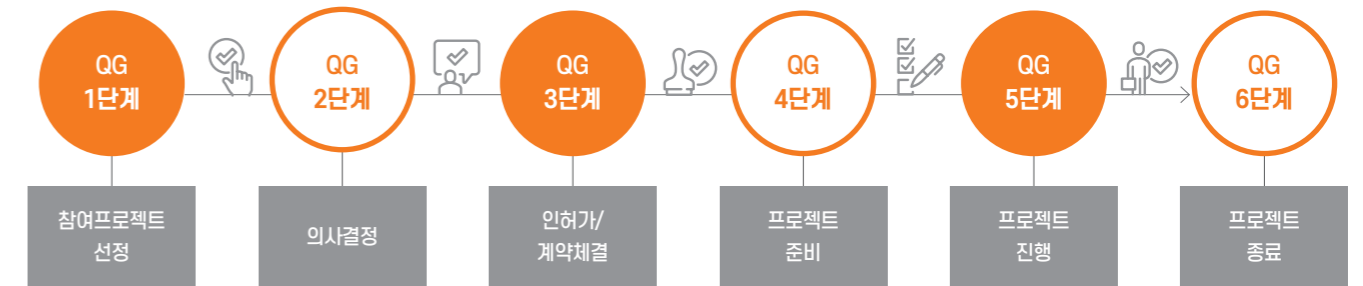 QG
1단계
QG
2단계
QG
3단계
QG
4단계
QG
5단계
QG
6단계
참여프로젝트
선정
의사결정
인허가/
계약체결
프로젝트
준비
프로젝트
진행
프로젝트
종료